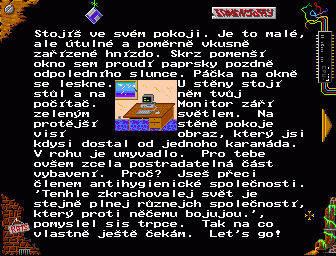 Stojíš ve svém pokoji. Je to malé,
ale útulné a poměrně vkusně
zařízené hnízdo. Skrz pomenší
okno sem proudí paprsky pozdně
odpoledního slunce. Páčka na okně
se leskne. U stěny stojí
stůl a na něm tvůj
počítač. Monitor září
zeleným světlem. Na
protější stěně pokoje
visí obraz, který jsi
kdysi dostal od jednoho karamáda.
V rohu je umyvadlo. Pro tebe
ovšem zcela postradatelná část
vybavení. Proč? Jseš přeci
členem antihygienické společnosti.
'Tenhle zkrachovalej svět je
stejně plnej různejch společností,
který proti něčemu bojujou.',
pomyslel sis trpce. Tak na co
vlastně ještě čekám. Let's go!